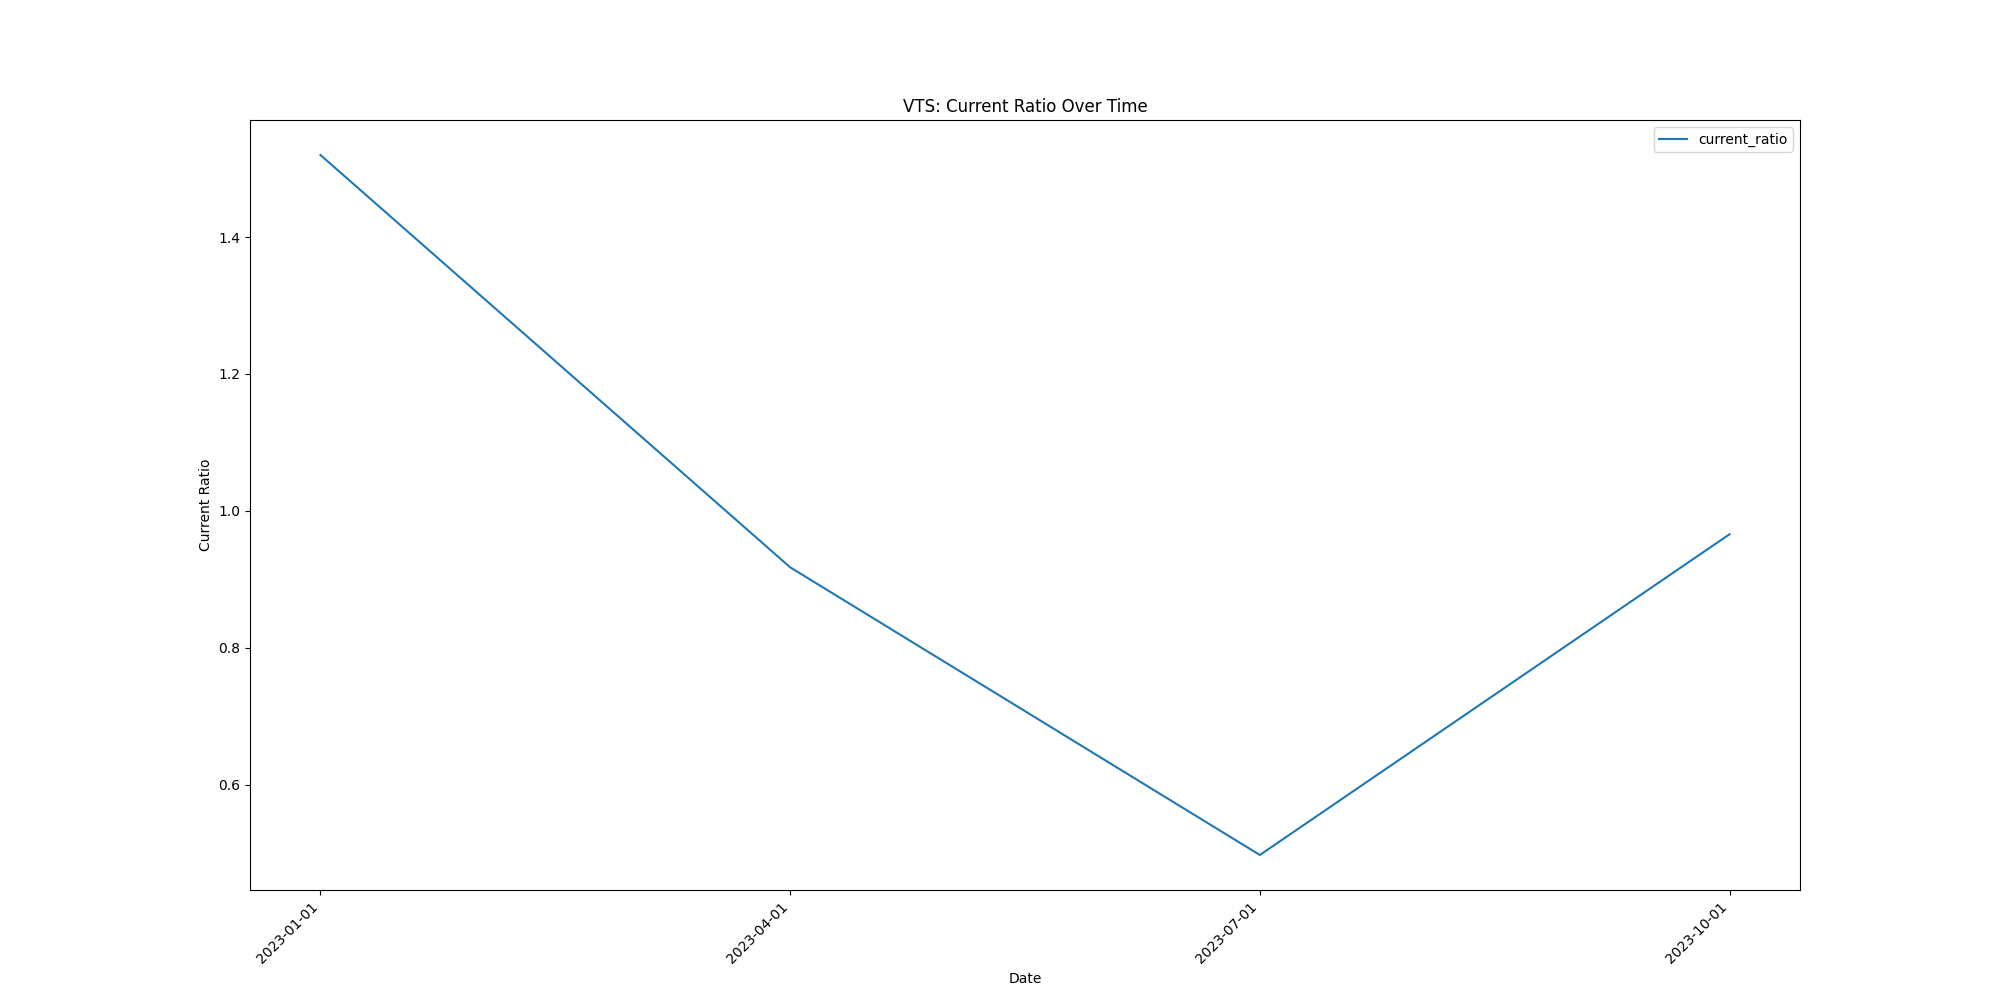 VTS: Current Ratio Over Time
current_ratio
1.4
1.2
1.0
0.8
0.6
Current Ratio
2023-01-01
2023-04-01
2023-07-01
2023-10-01
Date